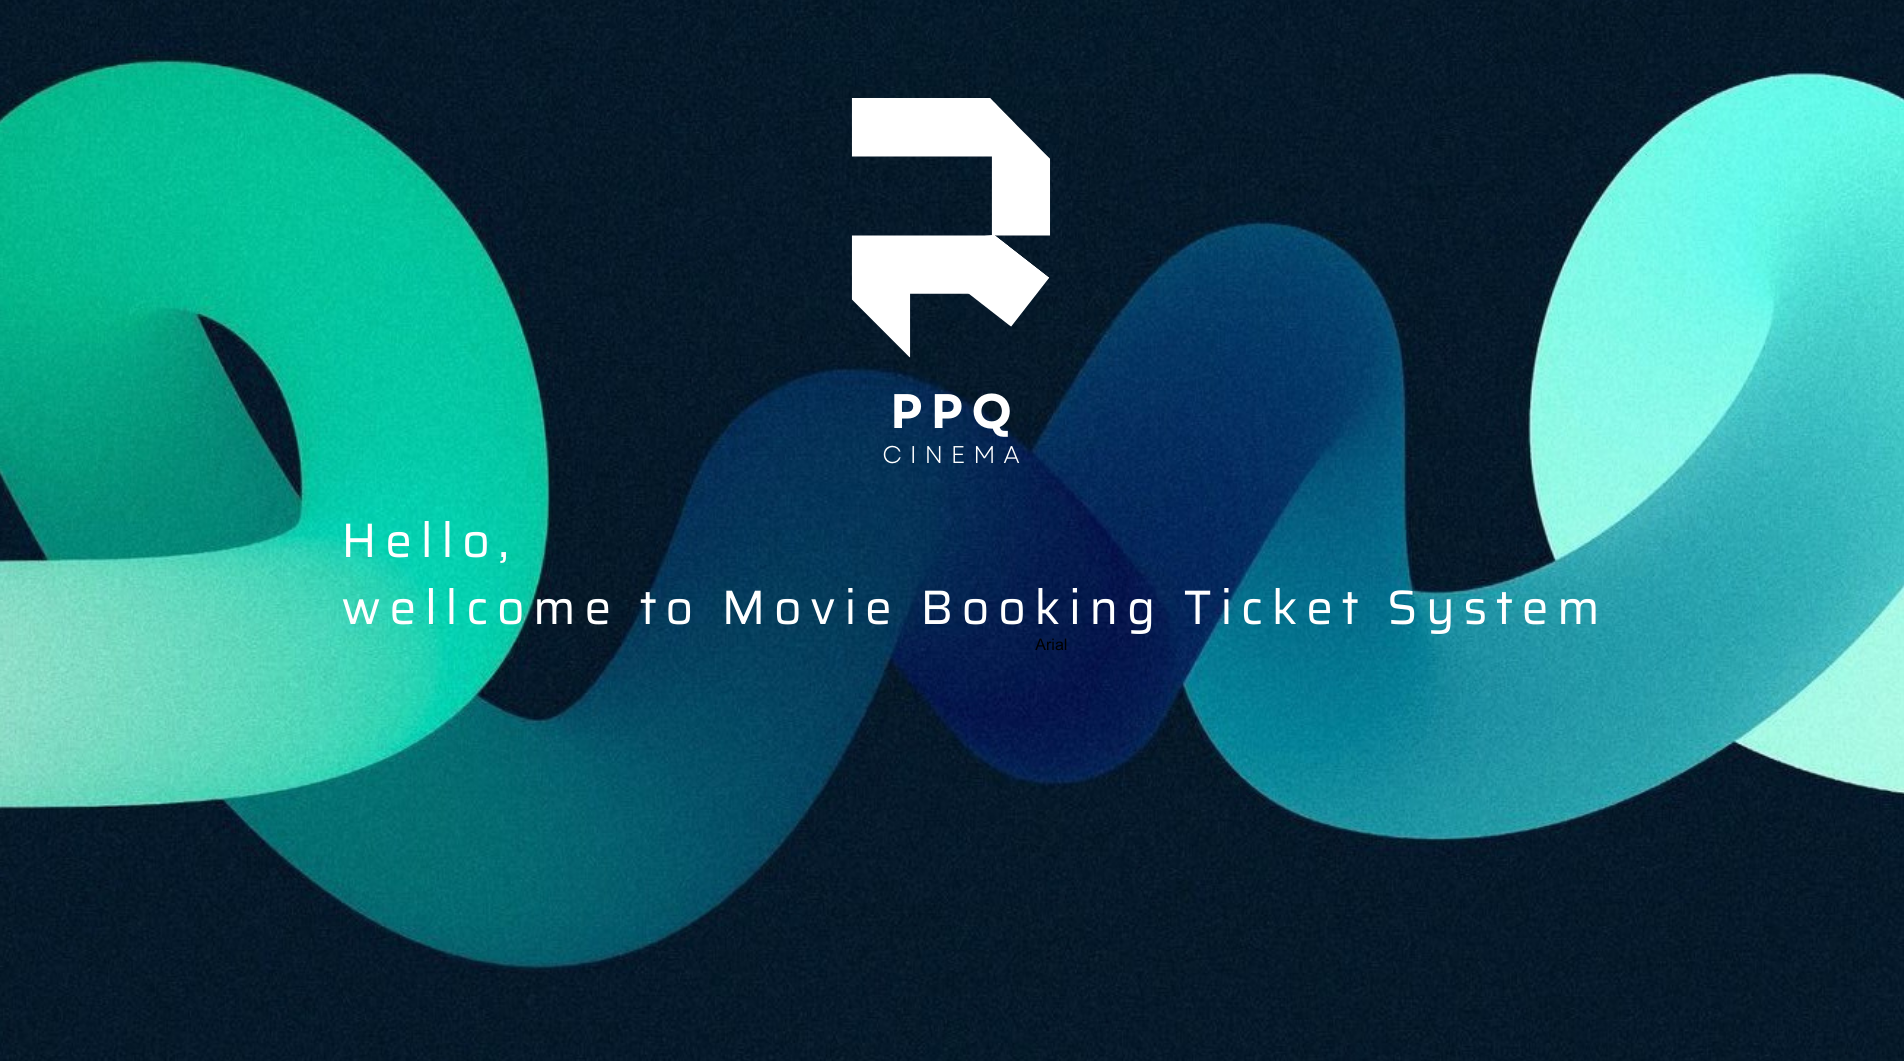 PPQ
CINEMA
Hello,
wellcome to Movie Booking Ticket System
Arial